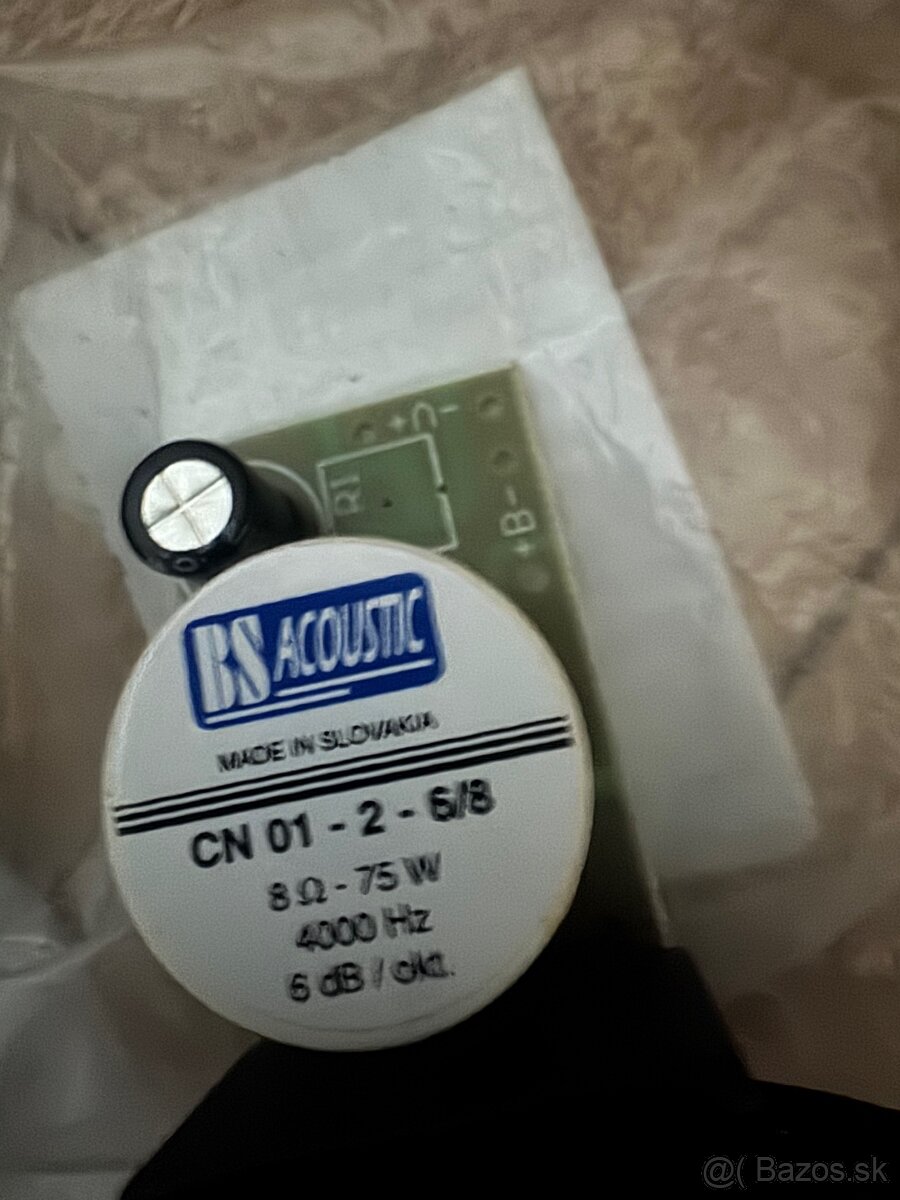 + U -
R1
+B-
BS ACOUSTIC
MADE IN SLOVAKIA
CN 01 - 2 - 6/8
8 Ω - 75 W
4000 Hz
6 dB / okt.
@( Bazos.sk